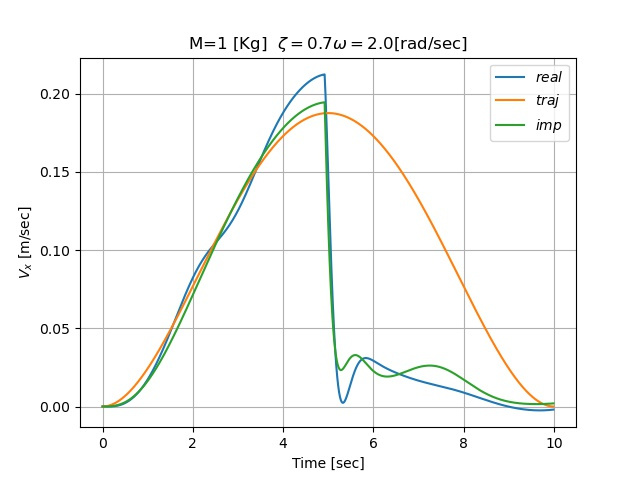 M=1 [Kg]  ζ = 0.7ω = 2.0[rad/sec]
real
traj
imp
0.20
0.15
0.10
0.05
0.00
V_x [m/sec]
0 2 4 6 8 10
Time [sec]